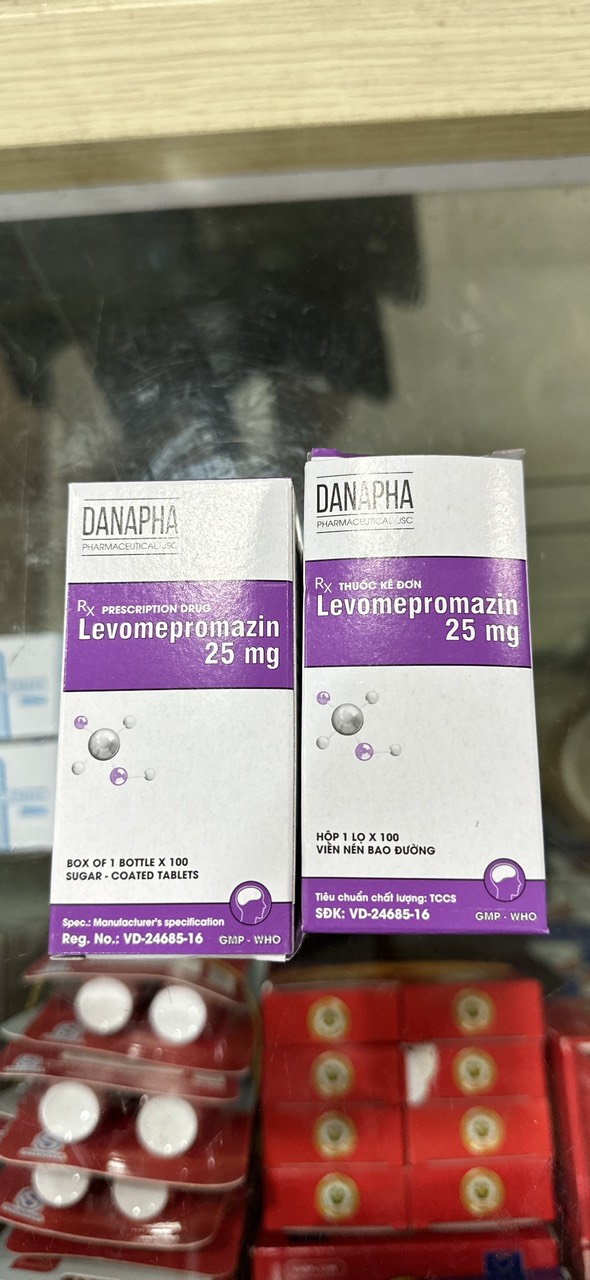 DANAPHA
PHARMACEUTICAL JSC
Rx PRESCRIPTION DRUG
Levomepromazin
25 mg
BOX OF 1 BOTTLE X 100
SUGAR - COATED TABLETS
Spec.: Manufacturer's specification
Reg. No.: VD-24685-16
GMP - WHO
DANAPHA
PHARMACEUTICAL JSC
Rx THUỐC KÊ ĐƠN
Levomepromazin
25 mg
HỘP 1 LỌ X 100
VIÊN NÉN BAO ĐƯỜNG
Tiêu chuẩn chất lượng: TCCS
SĐK: VD-24685-16
GMP - WHO